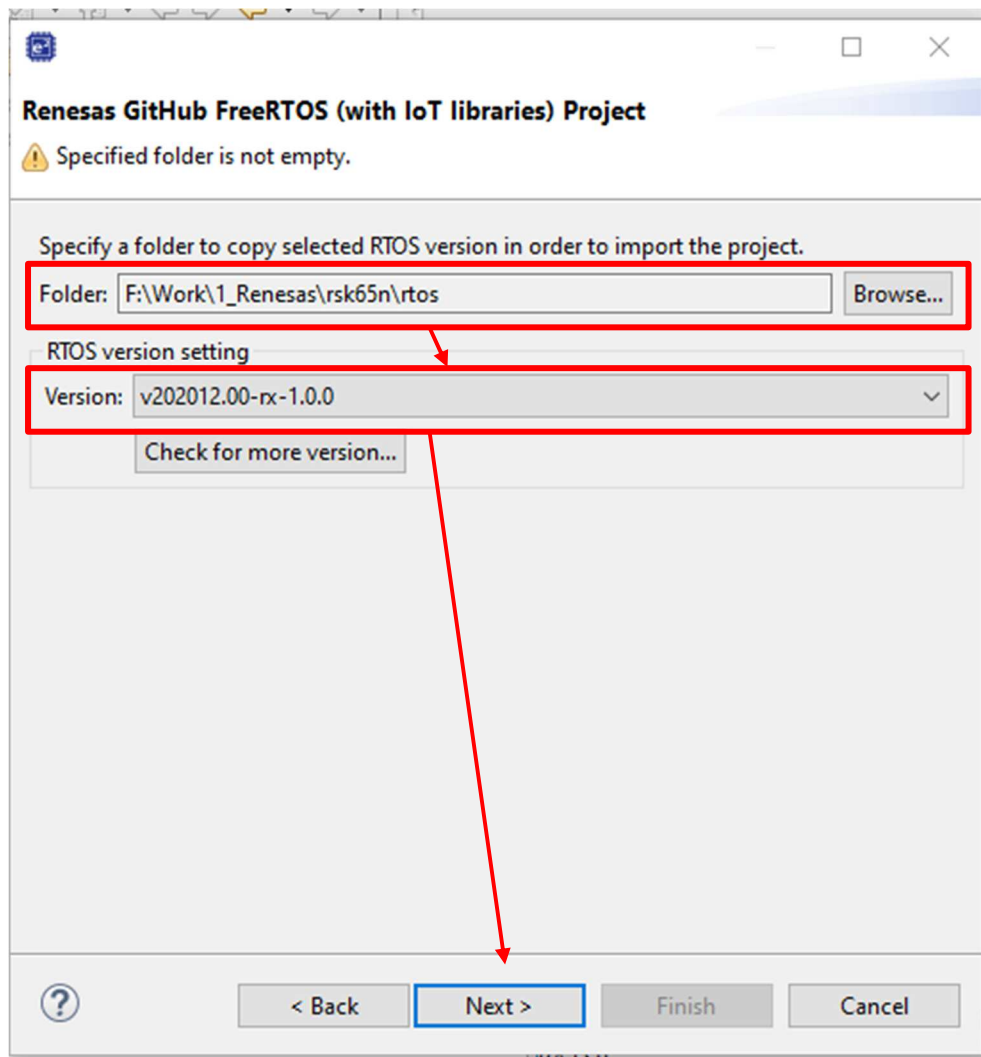 Renesas GitHub FreeRTOS (with IoT libraries) Project
Specified folder is not empty.
Specify a folder to copy selected RTOS version in order to import the project.
Folder: F:\Work\1_Renesas\rsk65n\rtos Browse...
RTOS version setting
Version: v202012.00-rx-1.0.0
Check for more version...
? < Back Next > Finish Cancel